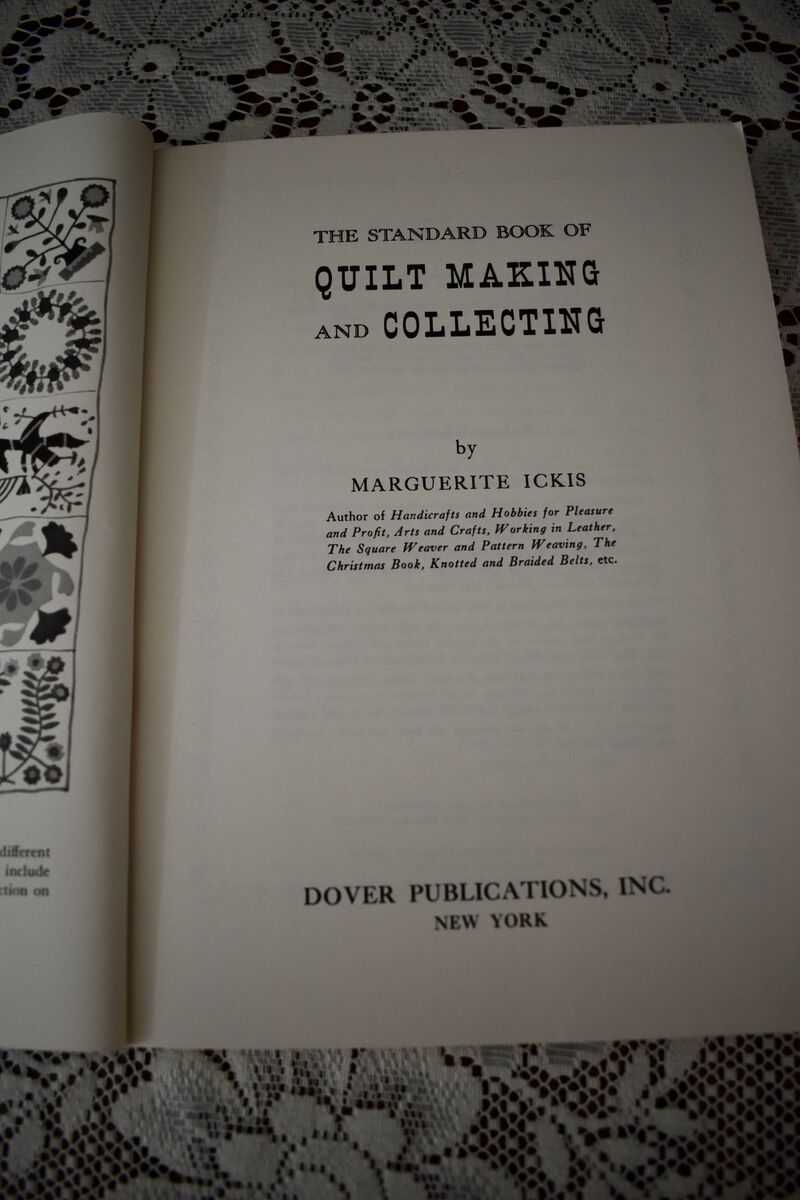 different
include
ction on
THE STANDARD BOOK OF
QUILT MAKING
AND COLLECTING
by
MARGUERITE ICKIS
Author of Handicrafts and Hobbies for Pleasure
and Profit, Arts and Crafts, Working in Leather,
The Square Weaver and Pattern Weaving, The
Christmas Book, Knotted and Braided Belts, etc.
DOVER PUBLICATIONS, INC.
NEW YORK